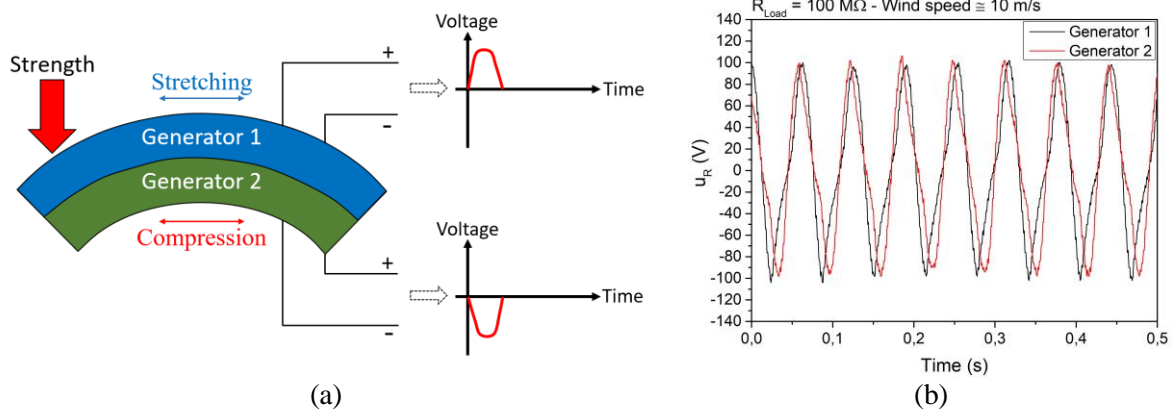 Voltage
+
Strength
Stretching
Time
-
Generator 1
Generator 2
Voltage
Compression
+
Time
-
(a)
R_Load = 100 MΩ - Wind speed ≅ 10 m/s
Generator 1
Generator 2
140
120
100
80
60
40
20
0
-20
-40
-60
-80
-100
-120
-140
u_R (V)
0,0 0,1 0,2 0,3 0,4 0,5
Time (s)
(b)